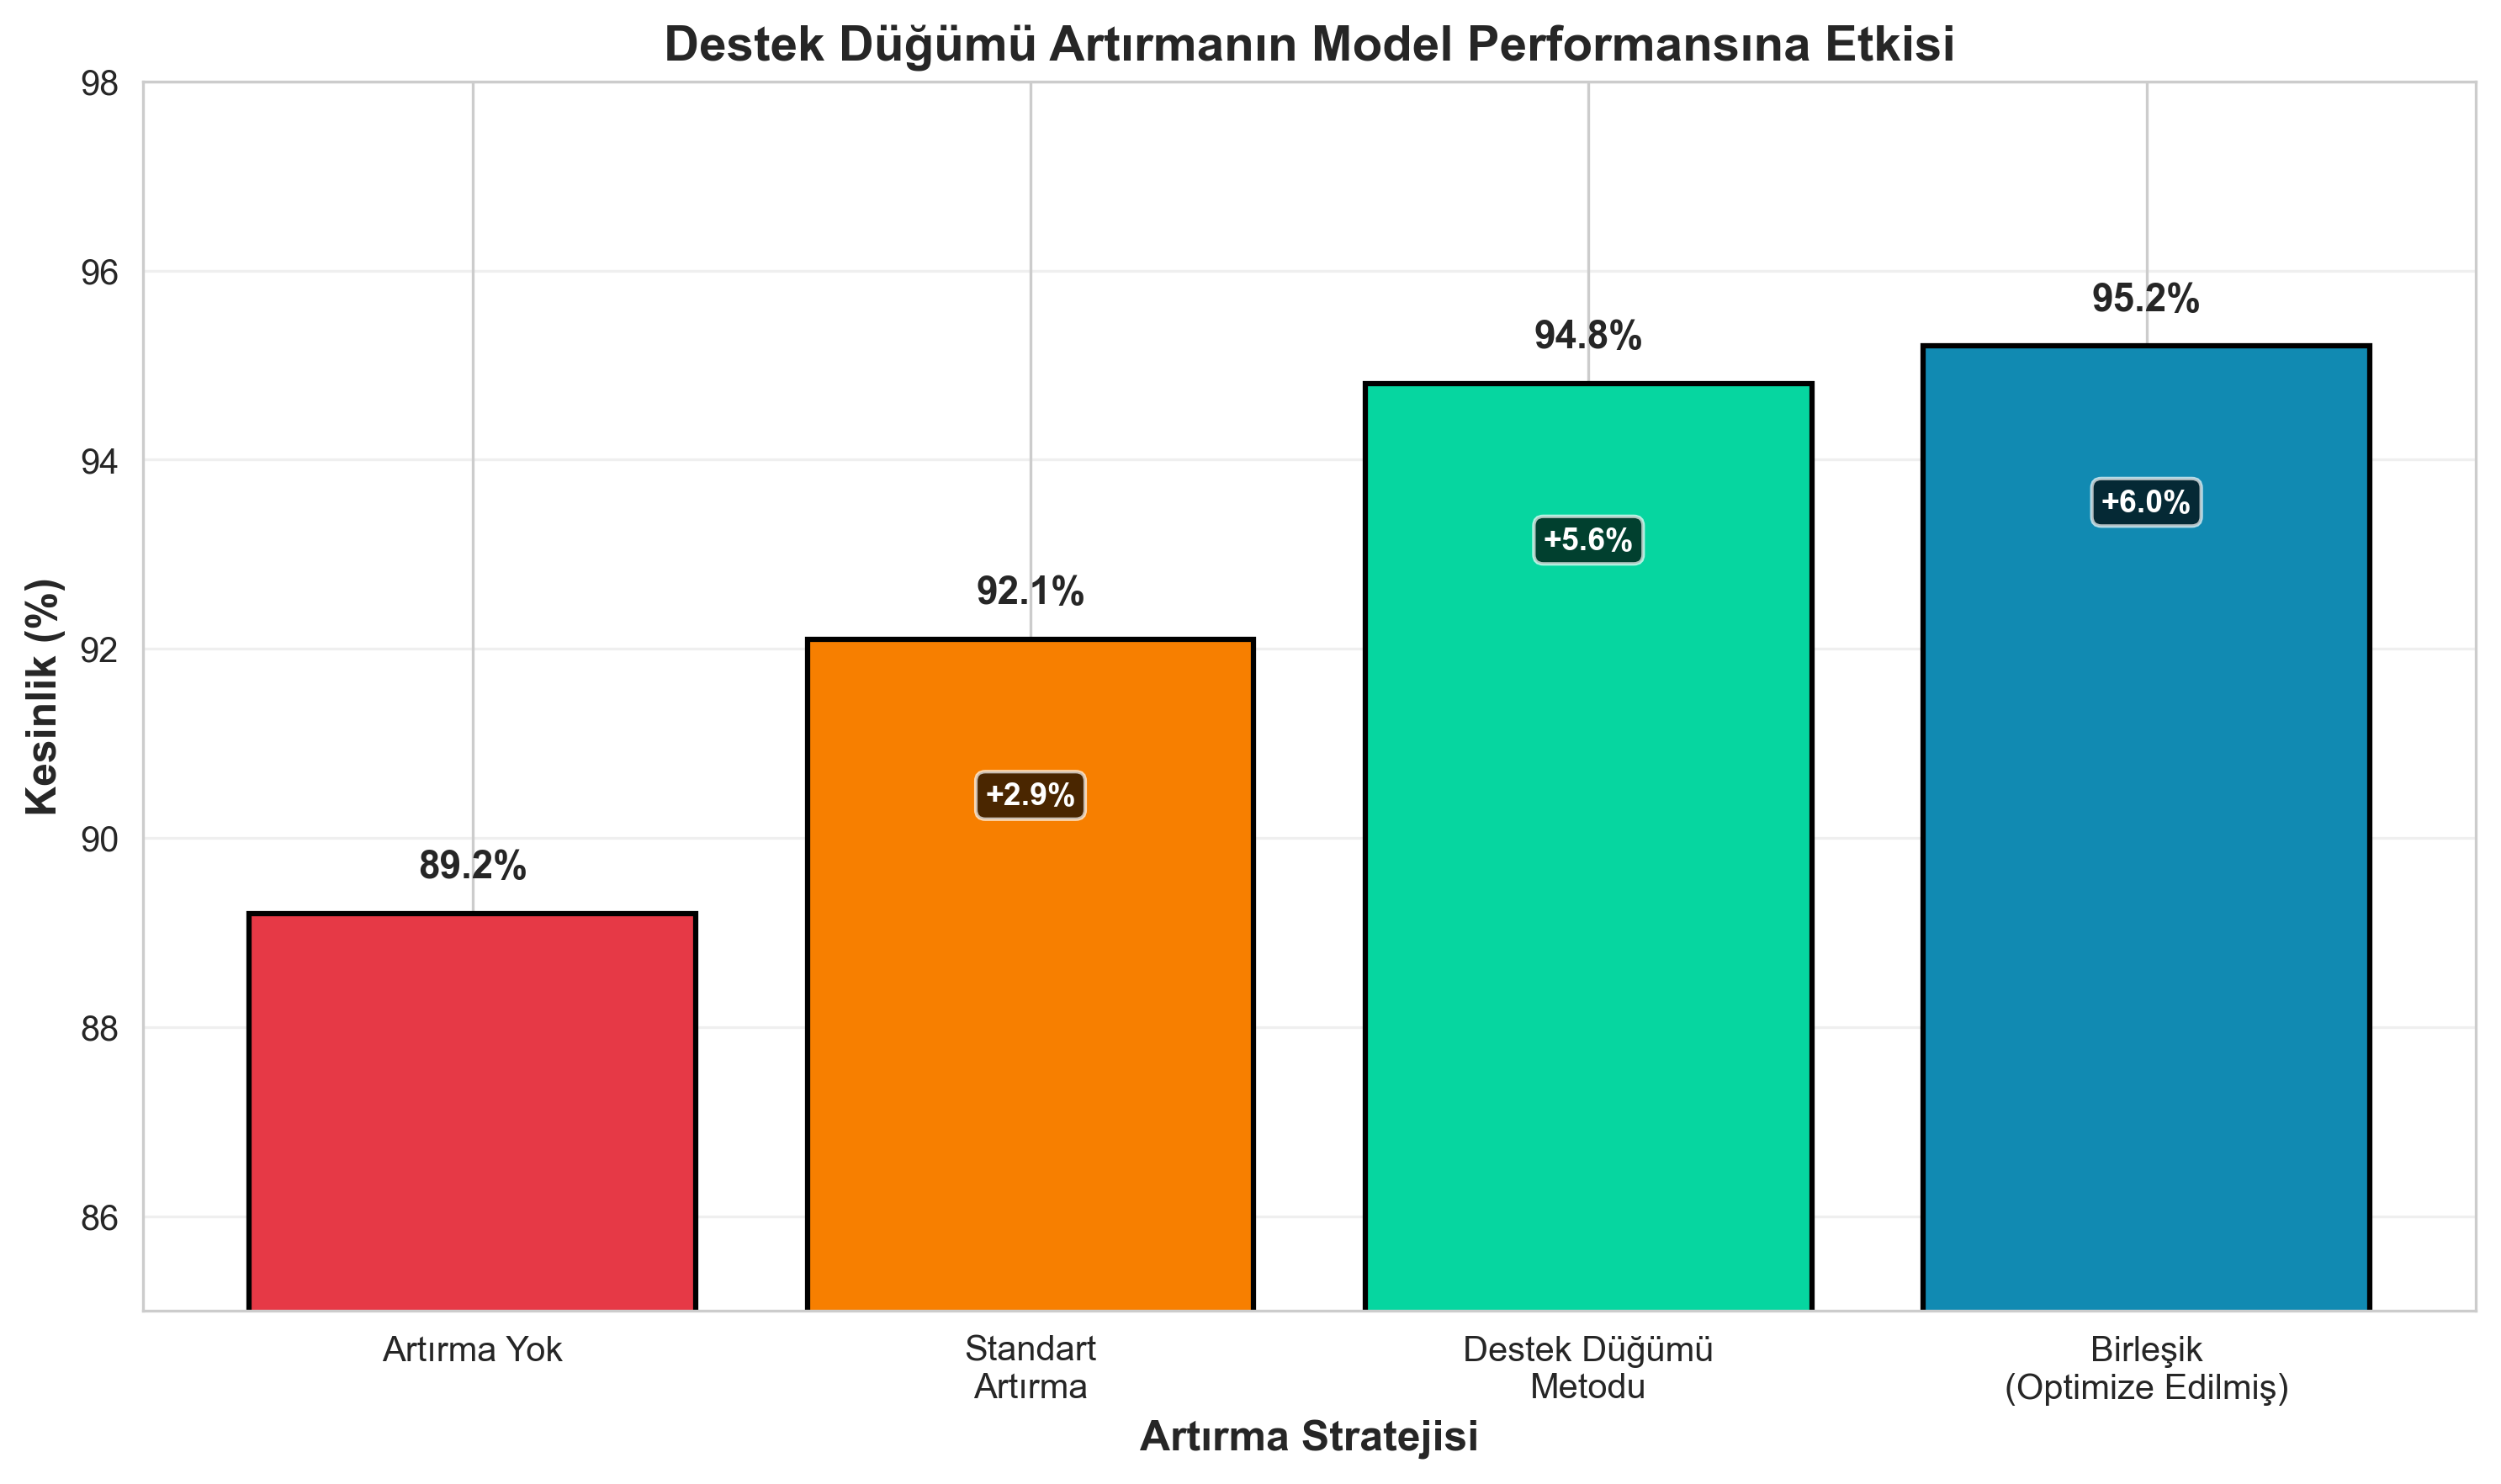 Destek Düğümü Artırmanın Model Performansına Etkisi
98
96
94
92
90
88
86
Kesinlik (%)
89.2%
92.1%
94.8%
95.2%
+2.9%
+5.6%
+6.0%
Artırma Yok
Standart
Artırma
Destek Düğümü
Metodu
Birleşik
(Optimize Edilmiş)
Artırma Stratejisi